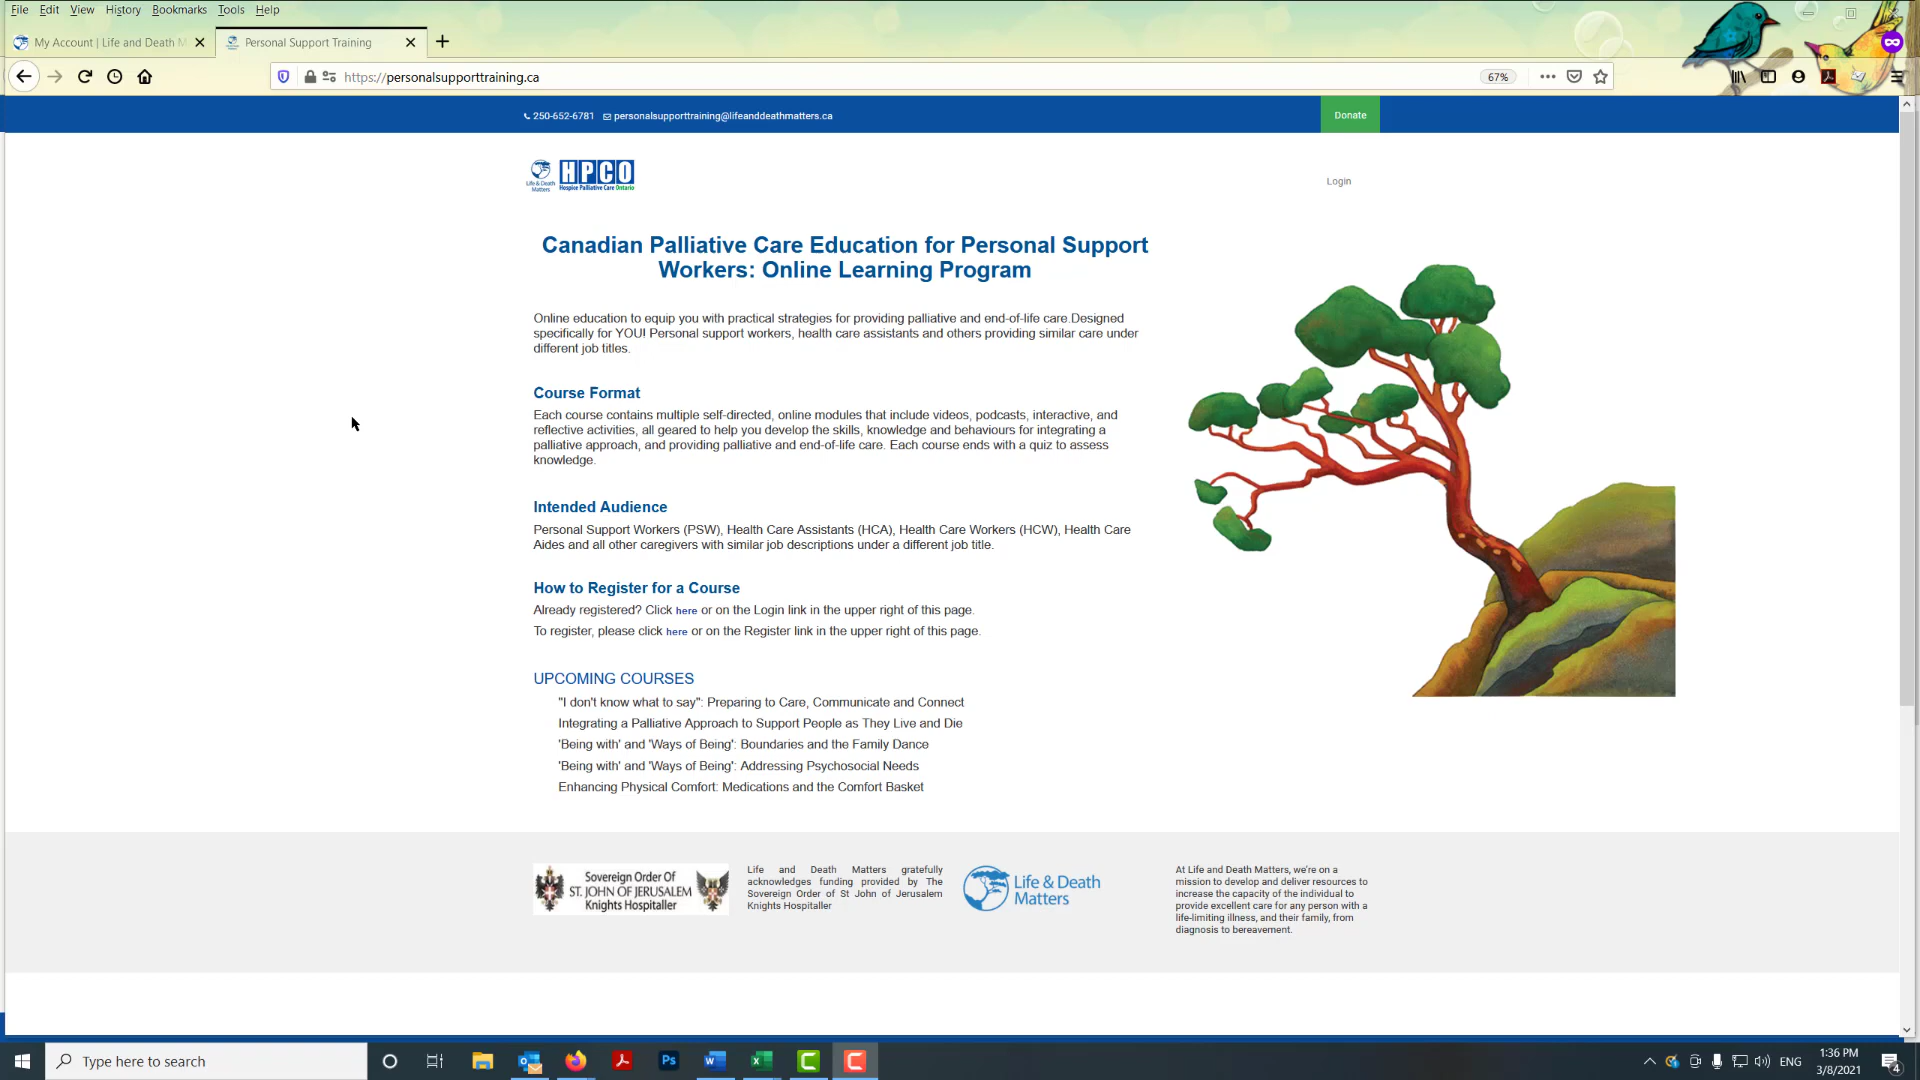 File Edit View History Bookmarks Tools Help
My Account | Life and Death M
Personal Support Training
https://personalsupporttraining.ca
67%
250-652-6781 personalsupporttraining@lifeanddeathmatters.ca
Donate
Life & Death
Matters
HPCO
Hospice Palliative Care Ontario
Login
Canadian Palliative Care Education for Personal Support
Workers: Online Learning Program
Online education to equip you with practical strategies for providing palliative and end-of-life care.Designed
specifically for YOU! Personal support workers, health care assistants and others providing similar care under
different job titles.
Course Format
Each course contains multiple self-directed, online modules that include videos, podcasts, interactive, and
reflective activities, all geared to help you develop the skills, knowledge and behaviours for integrating a
palliative approach, and providing palliative and end-of-life care. Each course ends with a quiz to assess
knowledge.
Intended Audience
Personal Support Workers (PSW), Health Care Assistants (HCA), Health Care Workers (HCW), Health Care
Aides and all other caregivers with similar job descriptions under a different job title.
How to Register for a Course
Already registered? Click here or on the Login link in the upper right of this page.
To register, please click here or on the Register link in the upper right of this page.
UPCOMING COURSES
"I don't know what to say": Preparing to Care, Communicate and Connect
Integrating a Palliative Approach to Support People as They Live and Die
'Being with' and 'Ways of Being': Boundaries and the Family Dance
'Being with' and 'Ways of Being': Addressing Psychosocial Needs
Enhancing Physical Comfort: Medications and the Comfort Basket
Sovereign Order Of
ST. JOHN OF JERUSALEM
Knights Hospitaller
Life and Death Matters gratefully
acknowledges funding provided by The
Sovereign Order of St John of Jerusalem
Knights Hospitaller
Life & Death
Matters
At Life and Death Matters, we're on a
mission to develop and deliver resources to
increase the capacity of the individual to
provide excellent care for any person with a
life-limiting illness, and their family, from
diagnosis to bereavement.
Type here to search
Ps
ENG
1:36 PM
3/8/2021
4